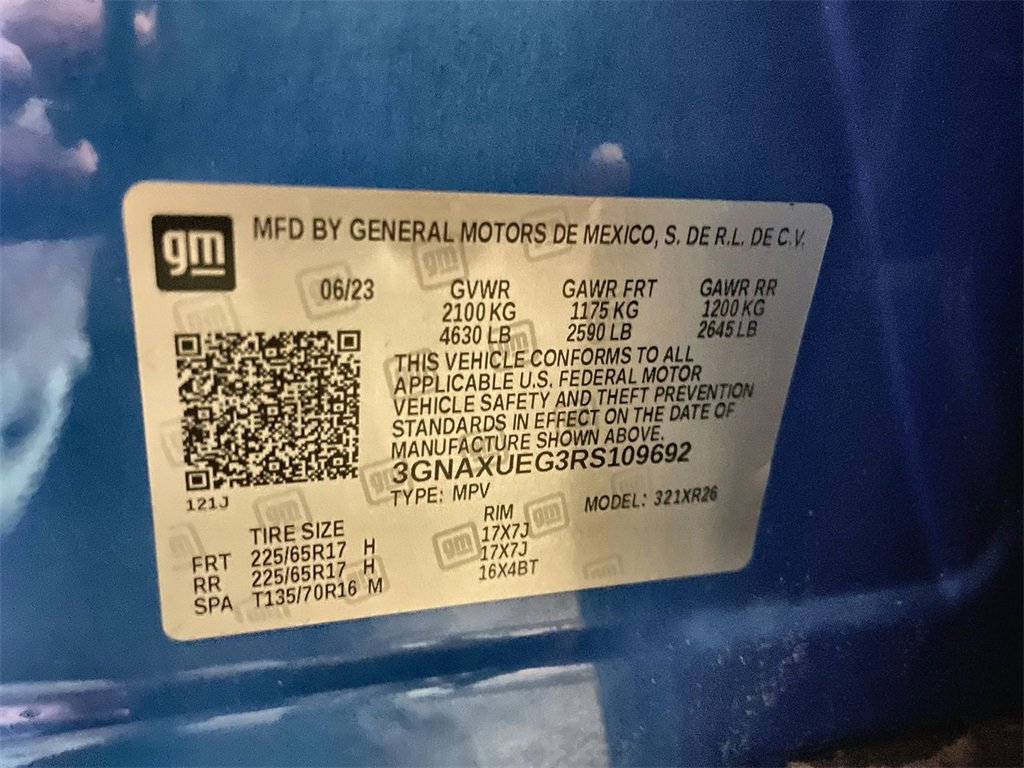 gm
MFD BY GENERAL MOTORS DE MEXICO, S. DE R.L. DE C.V.
06/23 GVWR GAWR FRT GAWR RR
2100 KG 1175 KG 1200 KG
4630 LB 2590 LB 2645 LB
THIS VEHICLE CONFORMS TO ALL
APPLICABLE U.S. FEDERAL MOTOR
VEHICLE SAFETY AND THEFT PREVENTION
STANDARDS IN EFFECT ON THE DATE OF
MANUFACTURE SHOWN ABOVE.
3GNAXUEG3RS109692
TYPE: MPV MODEL: 321XR26
121J
TIRE SIZE RIM
FRT 225/65R17 H 17X7J
RR 225/65R17 H 17X7J
SPA T135/70R16 M 16X4BT